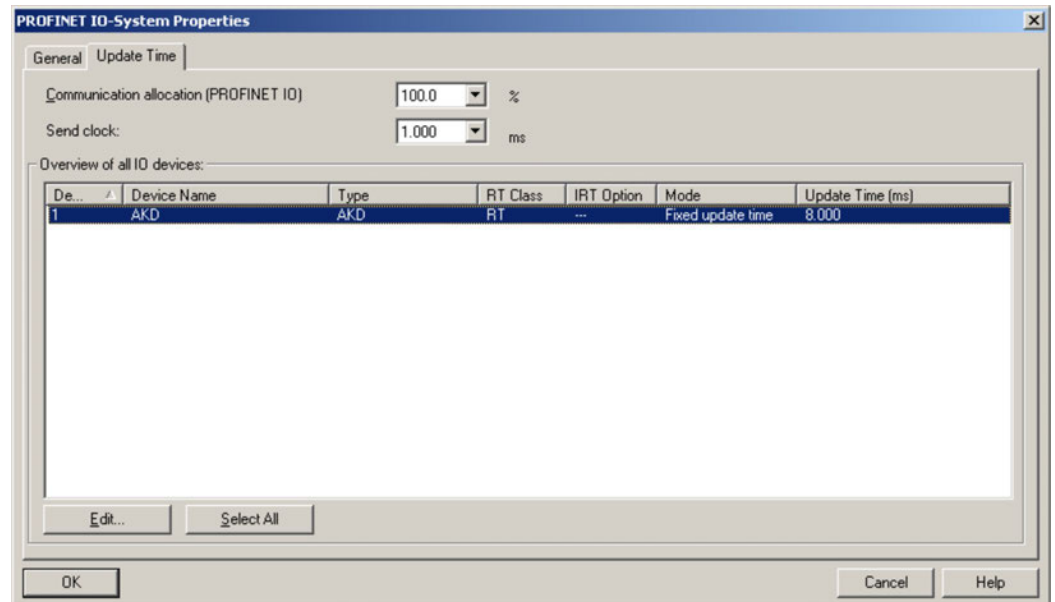 PROFINET IO-System Properties
General Update Time
Communication allocation (PROFINET IO) 100.0 %
Send clock: 1.000 ms
Overview of all IO devices:
De... Device Name Type RT Class IRT Option Mode Update Time (ms)
1 AKD AKD RT --- Fixed update time 8.000
Edit... Select All
OK Cancel Help